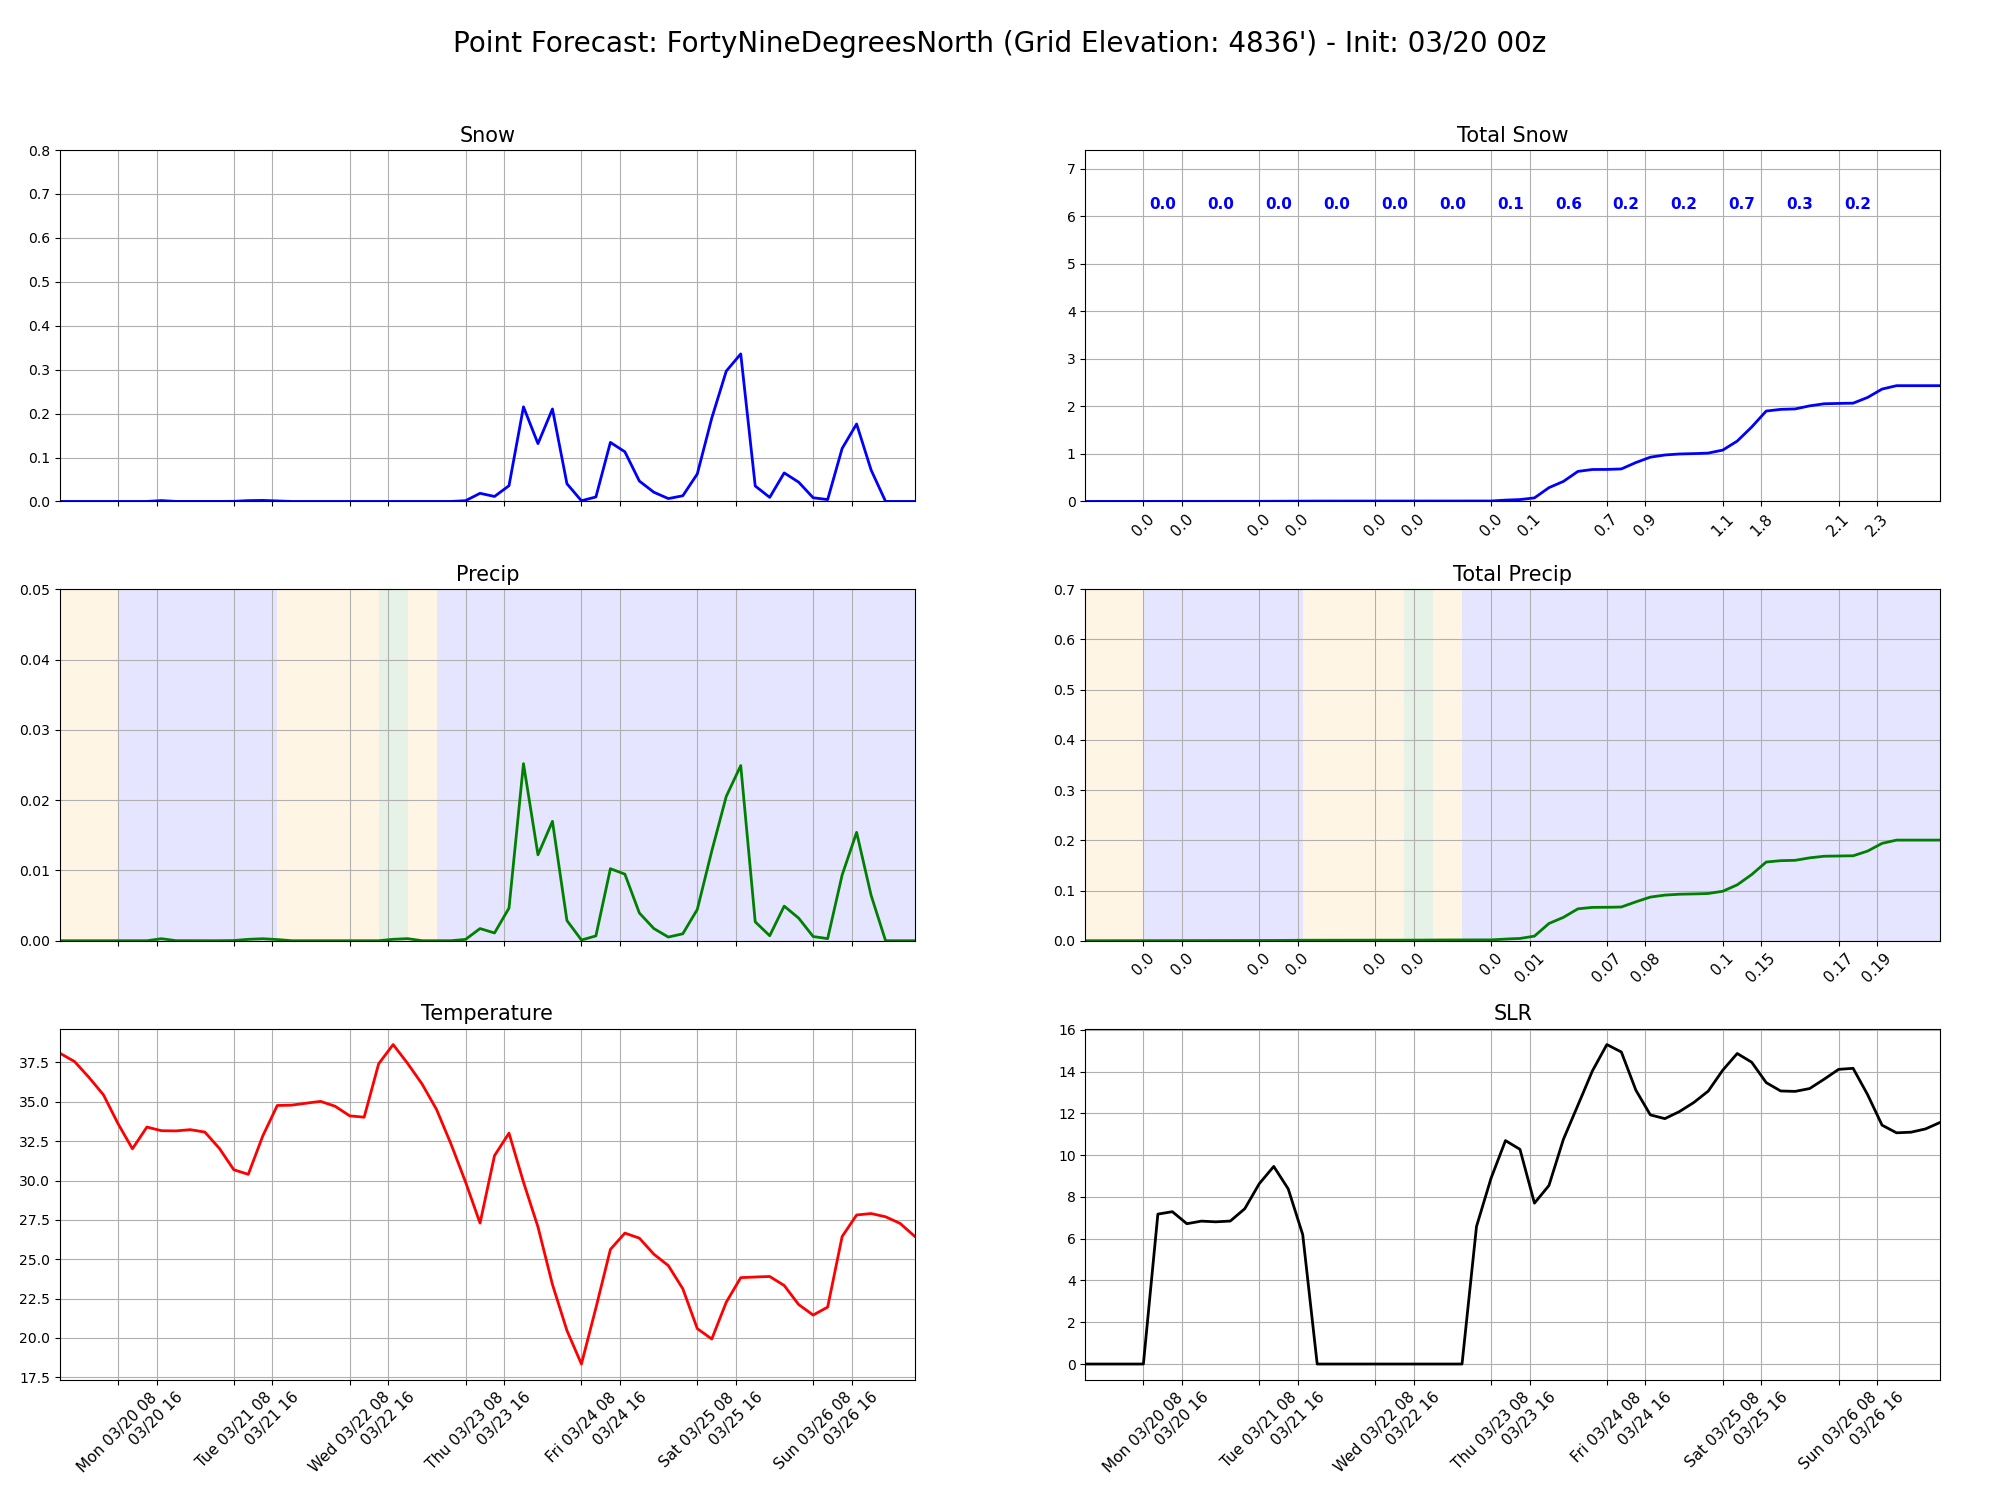 Point Forecast: FortyNineDegreesNorth (Grid Elevation: 4836') - Init: 03/20 00z
Snow
0.8
0.7
0.6
0.5
0.4
0.3
0.2
0.1
0.0
Total Snow
7
6
5
4
3
2
1
0
0.0 0.0 0.0 0.0 0.0 0.0 0.1 0.6 0.2 0.2 0.7 0.3 0.2
0.0 0.0 0.0 0.0 0.0 0.0 0.0 0.1 0.7 0.9 1.1 1.8 2.1 2.3
Precip
0.05
0.04
0.03
0.02
0.01
0.00
Total Precip
0.7
0.6
0.5
0.4
0.3
0.2
0.1
0.0
0.0 0.0 0.0 0.0 0.0 0.0 0.0 0.01 0.07 0.08 0.1 0.15 0.17 0.19
Temperature
37.5
35.0
32.5
30.0
27.5
25.0
22.5
20.0
17.5
Mon 03/20 08
03/20 16
Tue 03/21 08
03/21 16
Wed 03/22 08
03/22 16
Thu 03/23 08
03/23 16
Fri 03/24 08
03/24 16
Sat 03/25 08
03/25 16
Sun 03/26 08
03/26 16
SLR
16
14
12
10
8
6
4
2
0
Mon 03/20 08
03/20 16
Tue 03/21 08
03/21 16
Wed 03/22 08
03/22 16
Thu 03/23 08
03/23 16
Fri 03/24 08
03/24 16
Sat 03/25 08
03/25 16
Sun 03/26 08
03/26 16